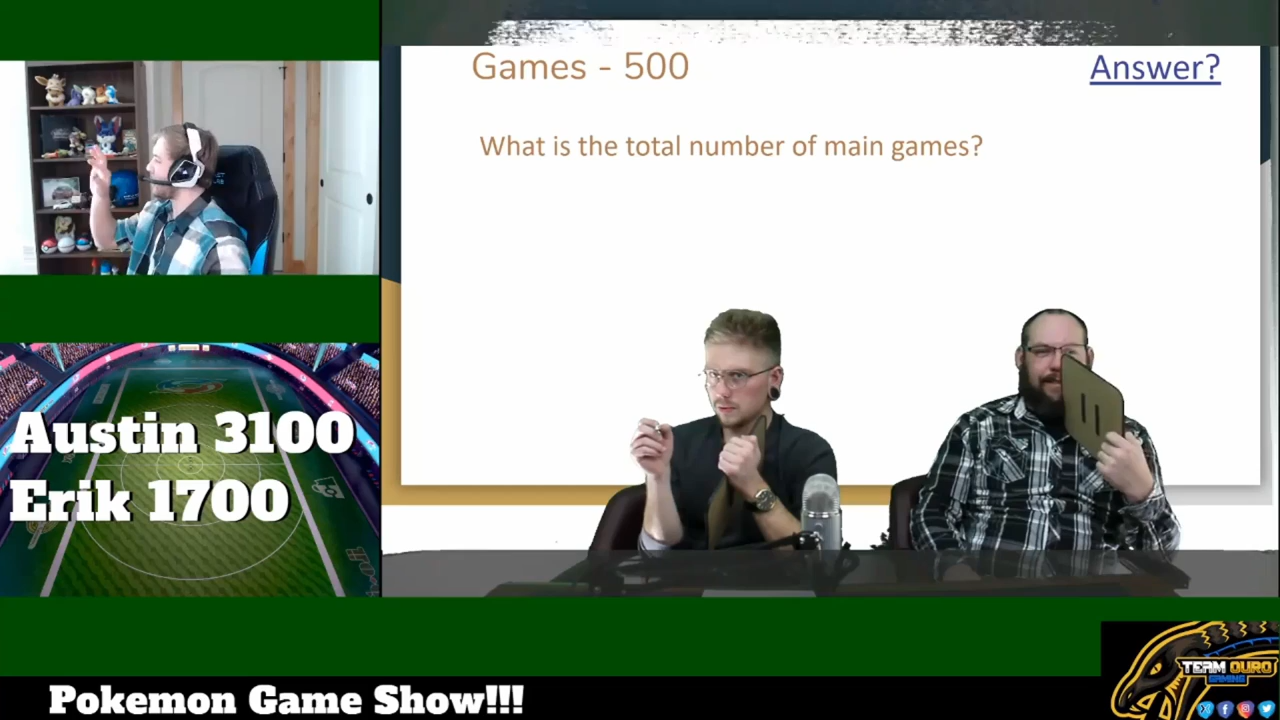 Games - 500
Answer?
What is the total number of main games?
Austin 3100
Erik 1700
TEAM OURO
GAMING
Pokemon Game Show!!!